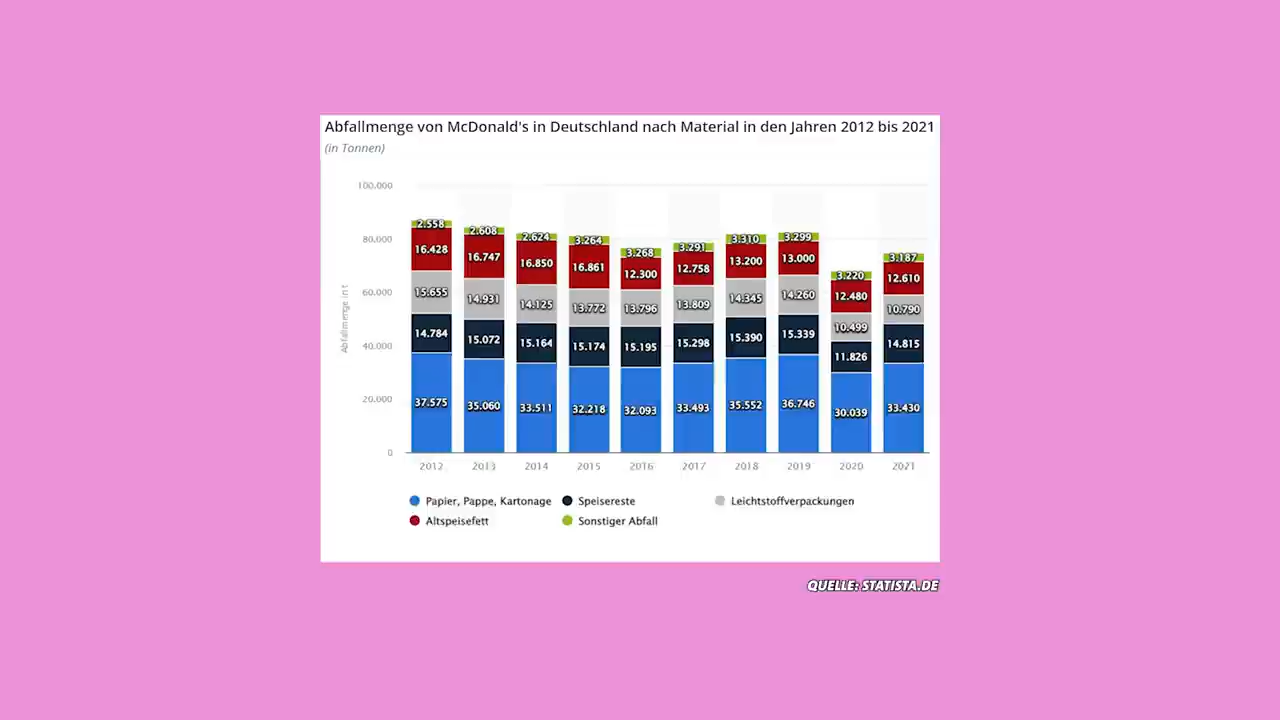 Abfallmenge von McDonald's in Deutschland nach Material in den Jahren 2012 bis 2021
(in Tonnen)
Abfallmenge in t
100.000
80.000
60.000
40.000
20.000
0
2.558 2.608 2.624 3.264 3.268 3.291 3.310 3.299 3.220 3.187
16.428 16.747 16.850 16.861 12.300 12.758 13.200 13.000 12.480 12.610
15.655 14.931 14.125 13.772 13.796 13.809 14.345 14.260 10.499 10.790
14.784 15.072 15.164 15.174 15.195 15.298 15.390 15.339 11.826 14.815
37.575 35.060 33.511 32.218 32.093 33.493 35.552 36.746 30.039 33.430
2012 2013 2014 2015 2016 2017 2018 2019 2020 2021
Papier, Pappe, Kartonage Speisereste Leichtstoffverpackungen
Altspeisefett Sonstiger Abfall
QUELLE: STATISTA.DE